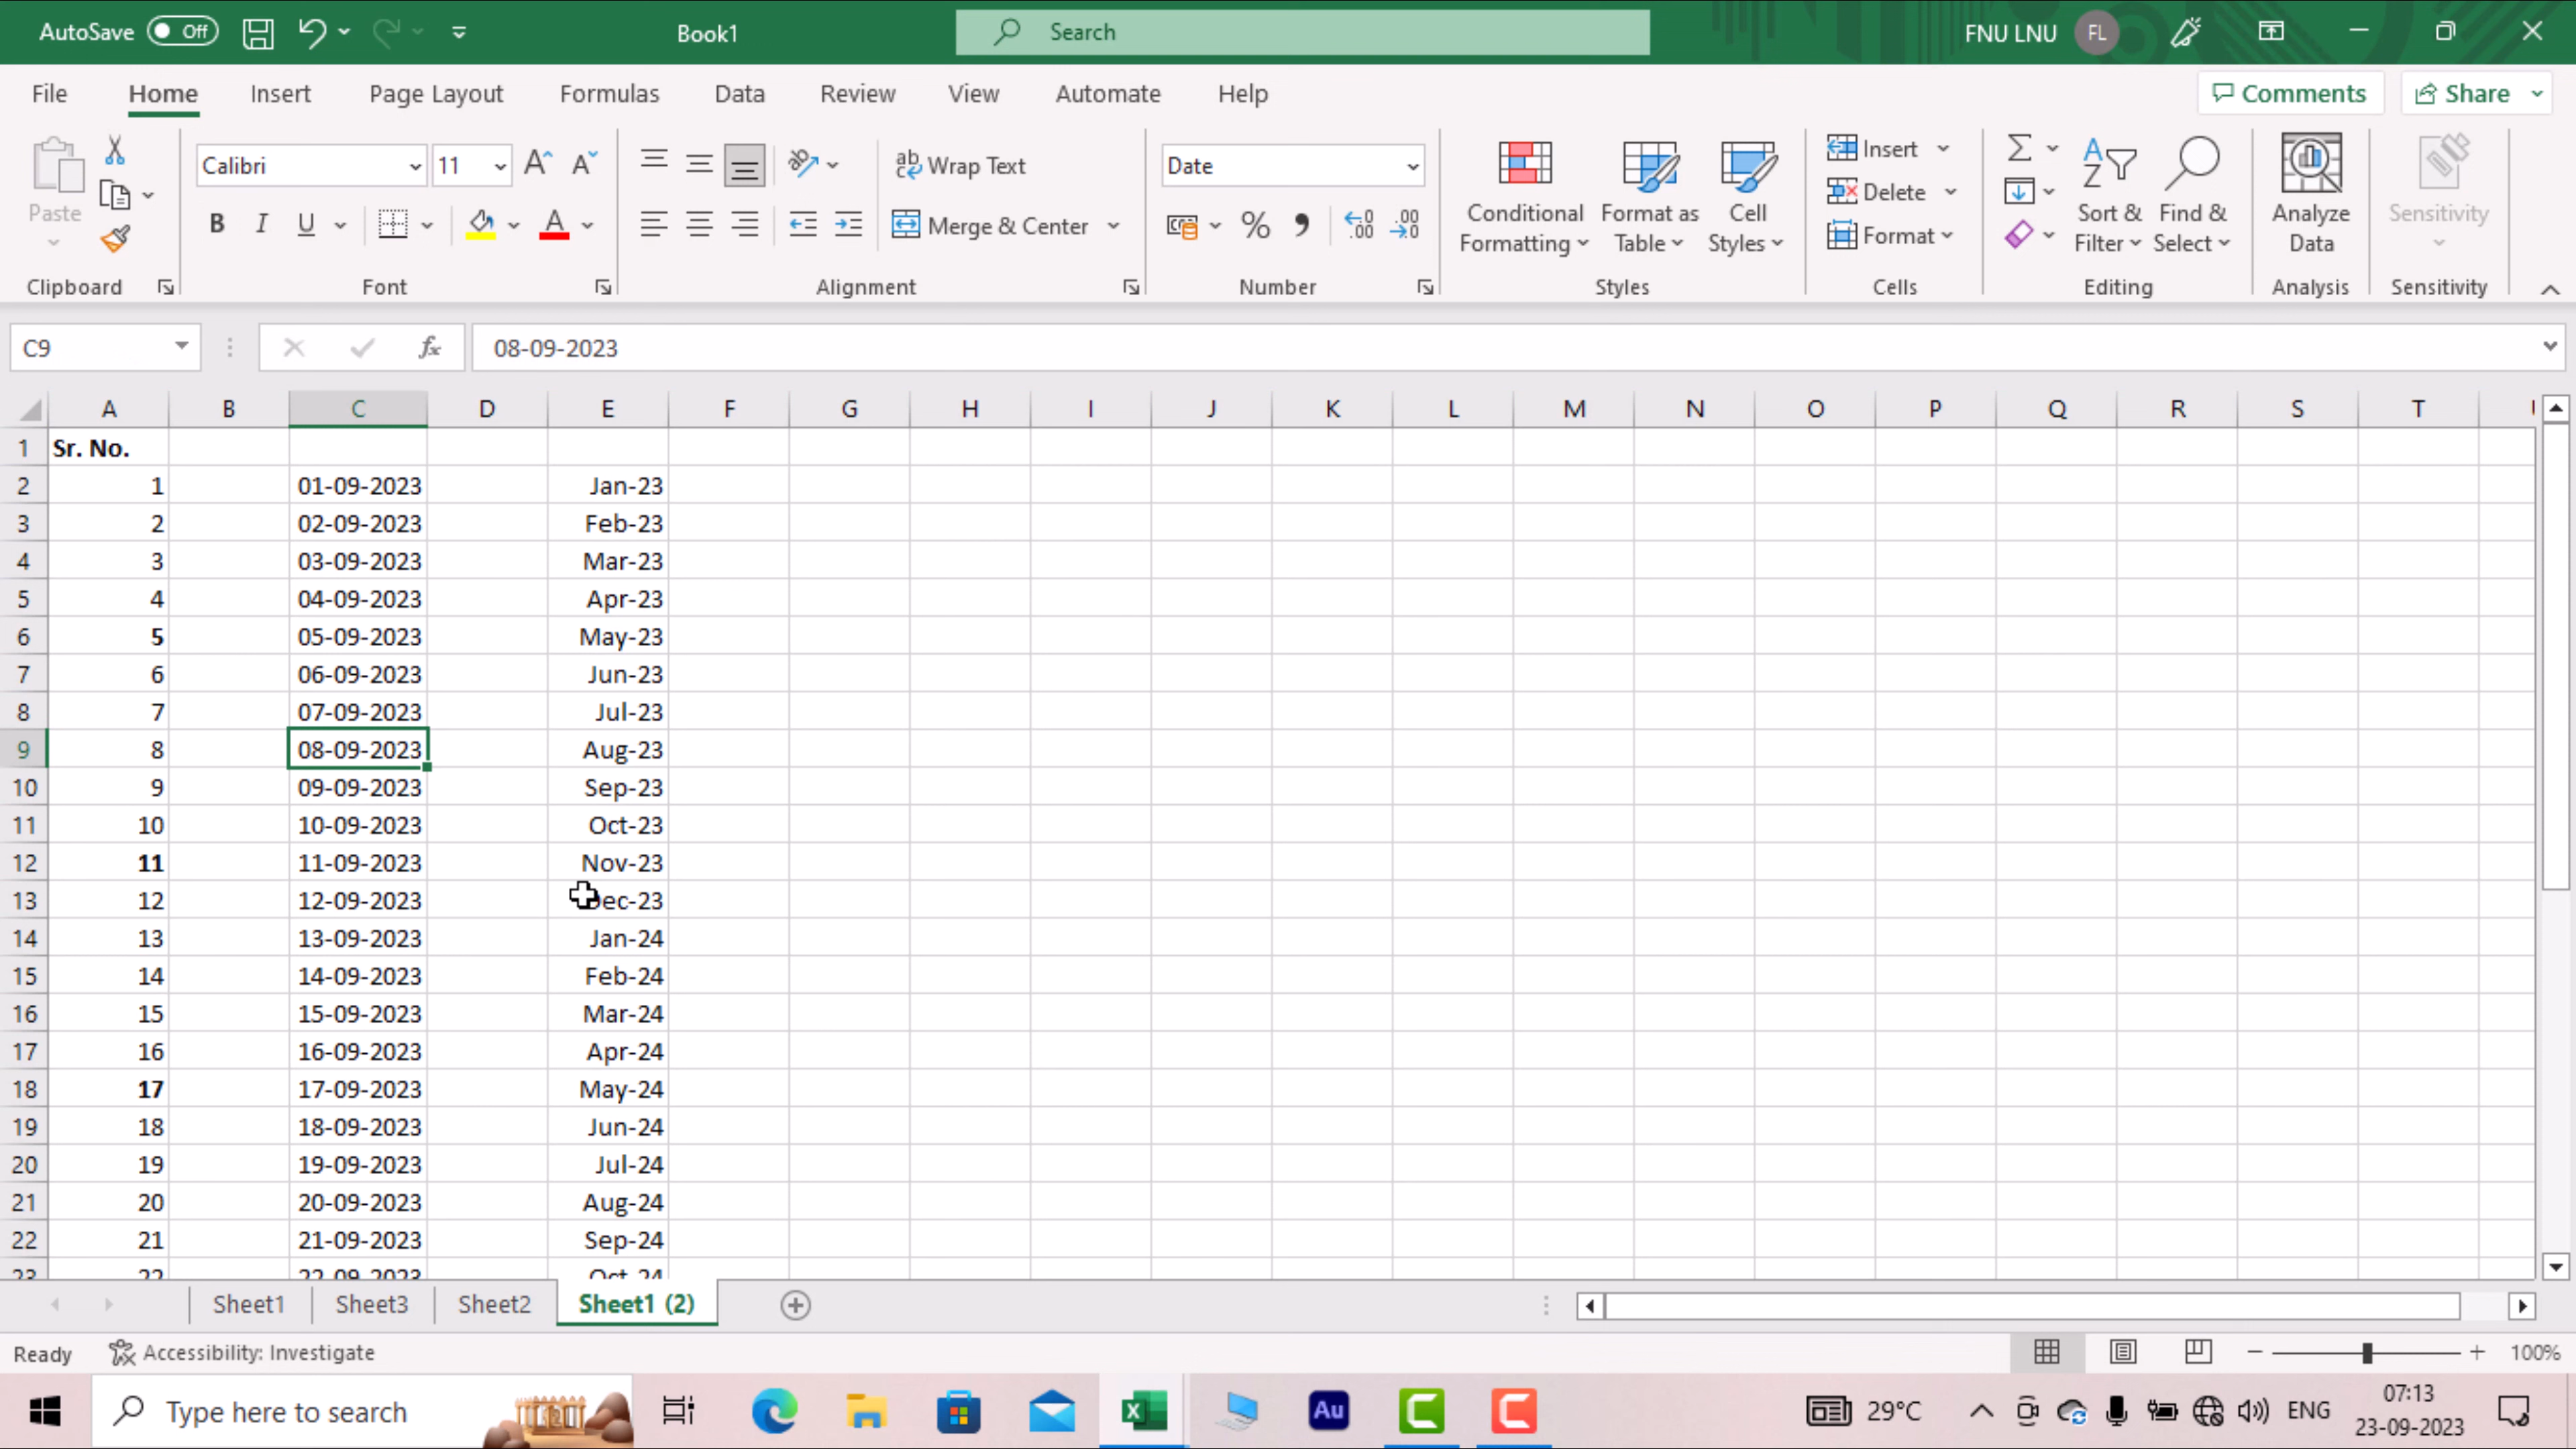 AutoSave Off Book1 Search FNU LNU FL
File Home Insert Page Layout Formulas Data Review View Automate Help Comments Share
Paste Calibri 11 Wrap Text Date Insert
B I U Merge & Center % Conditional Formatting Format as Table Cell Styles Delete Format Sort & Filter Find & Select Analyze Data Sensitivity
Clipboard Font Alignment Number Styles Cells Editing Analysis Sensitivity
C9 fx 08-09-2023
A B C D E F G H I J K L M N O P Q R S T
1 Sr. No.
2 1 01-09-2023 Jan-23
3 2 02-09-2023 Feb-23
4 3 03-09-2023 Mar-23
5 4 04-09-2023 Apr-23
6 5 05-09-2023 May-23
7 6 06-09-2023 Jun-23
8 7 07-09-2023 Jul-23
9 8 08-09-2023 Aug-23
10 9 09-09-2023 Sep-23
11 10 10-09-2023 Oct-23
12 11 11-09-2023 Nov-23
13 12 12-09-2023 Dec-23
14 13 13-09-2023 Jan-24
15 14 14-09-2023 Feb-24
16 15 15-09-2023 Mar-24
17 16 16-09-2023 Apr-24
18 17 17-09-2023 May-24
19 18 18-09-2023 Jun-24
20 19 19-09-2023 Jul-24
21 20 20-09-2023 Aug-24
22 21 21-09-2023 Sep-24
23 22 22-09-2023 Oct-24
Sheet1 Sheet3 Sheet2 Sheet1 (2)
Ready Accessibility: Investigate 100%
Type here to search Au 29°C ENG 07:13
23-09-2023